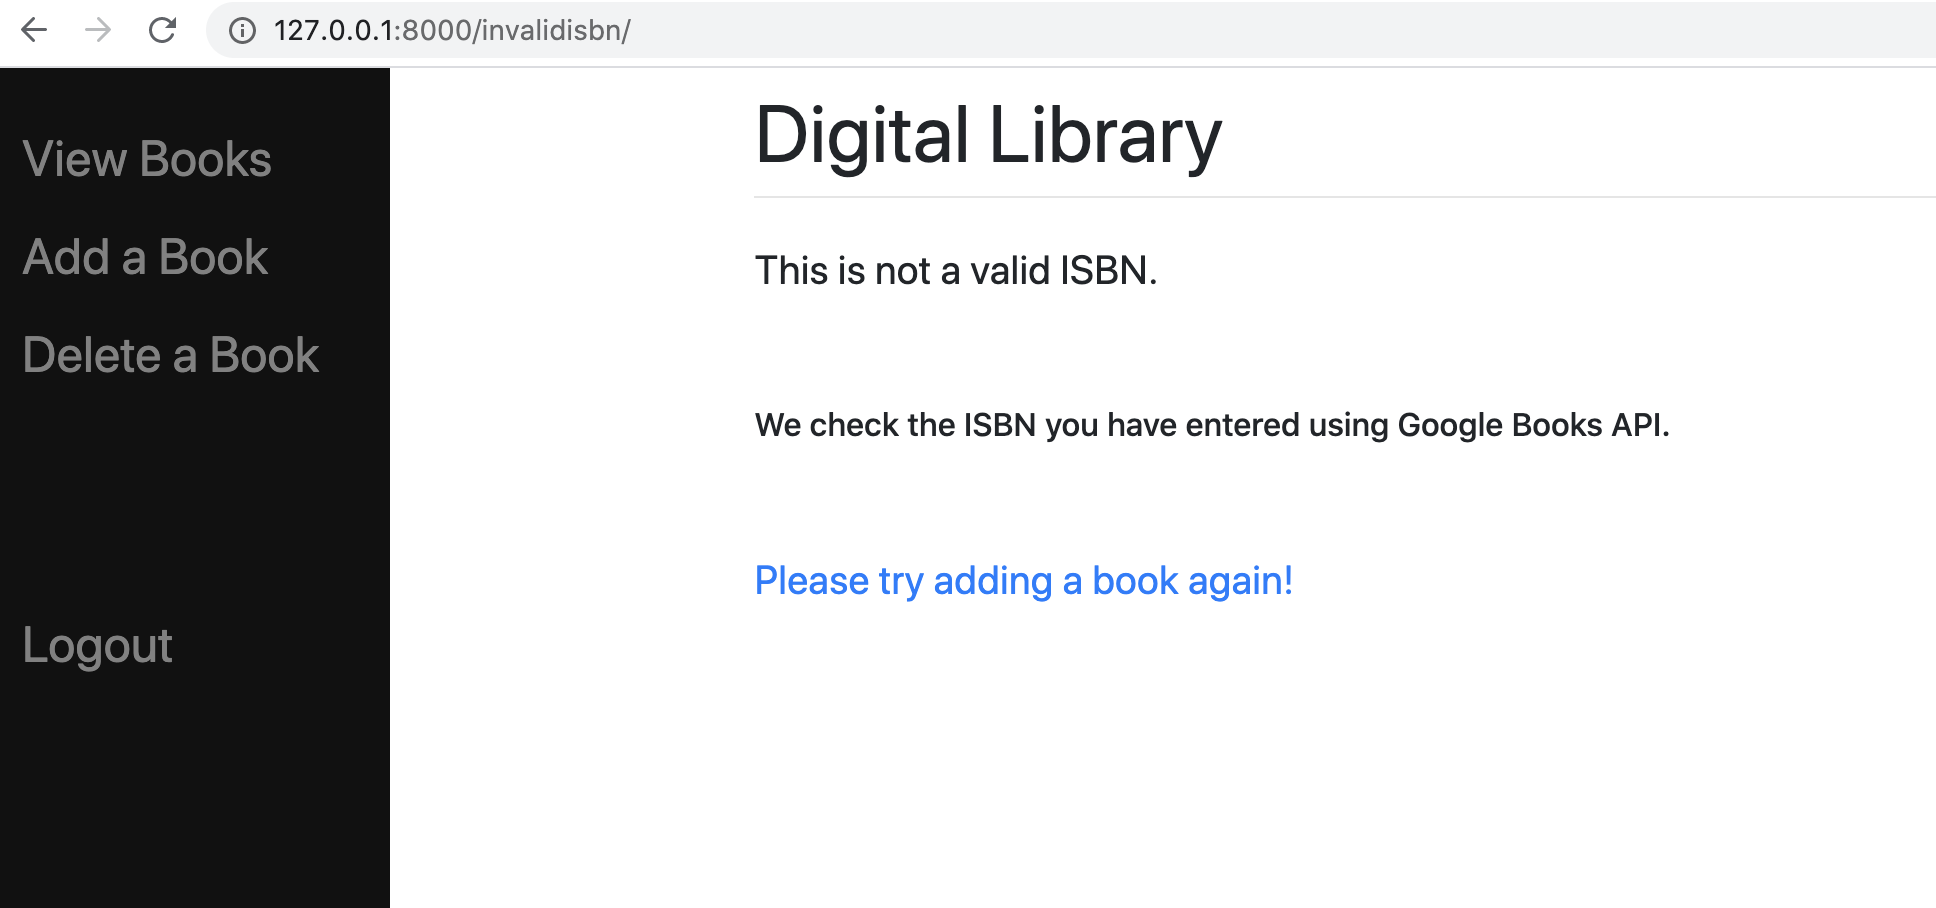 127.0.0.1:8000/invalidisbn/
View Books
Add a Book
Delete a Book
Logout
Digital Library
This is not a valid ISBN.
We check the ISBN you have entered using Google Books API.
Please try adding a book again!